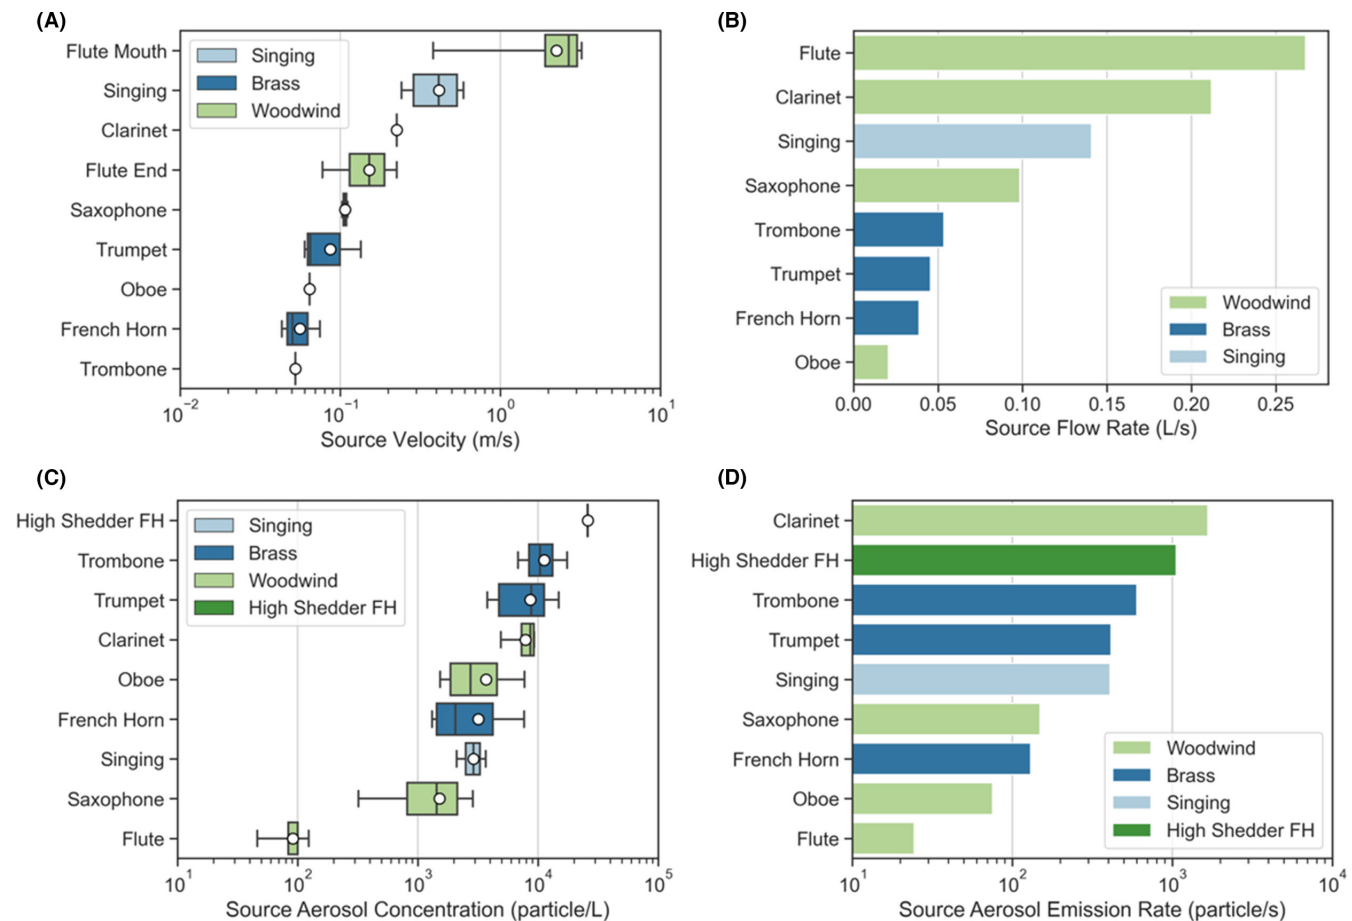 (A)
Flute Mouth
Singing
Clarinet
Flute End
Saxophone
Trumpet
Oboe
French Horn
Trombone
Singing
Brass
Woodwind
10⁻² 10⁻¹ 10⁰ 10¹
Source Velocity (m/s)
(B)
Flute
Clarinet
Singing
Saxophone
Trombone
Trumpet
French Horn
Oboe
Woodwind
Brass
Singing
0.00 0.05 0.10 0.15 0.20 0.25
Source Flow Rate (L/s)
(C)
High Shedder FH
Trombone
Trumpet
Clarinet
Oboe
French Horn
Singing
Saxophone
Flute
Singing
Brass
Woodwind
High Shedder FH
10¹ 10² 10³ 10⁴ 10⁵
Source Aerosol Concentration (particle/L)
(D)
Clarinet
High Shedder FH
Trombone
Trumpet
Singing
Saxophone
French Horn
Oboe
Flute
Woodwind
Brass
Singing
High Shedder FH
10¹ 10² 10³ 10⁴
Source Aerosol Emission Rate (particle/s)